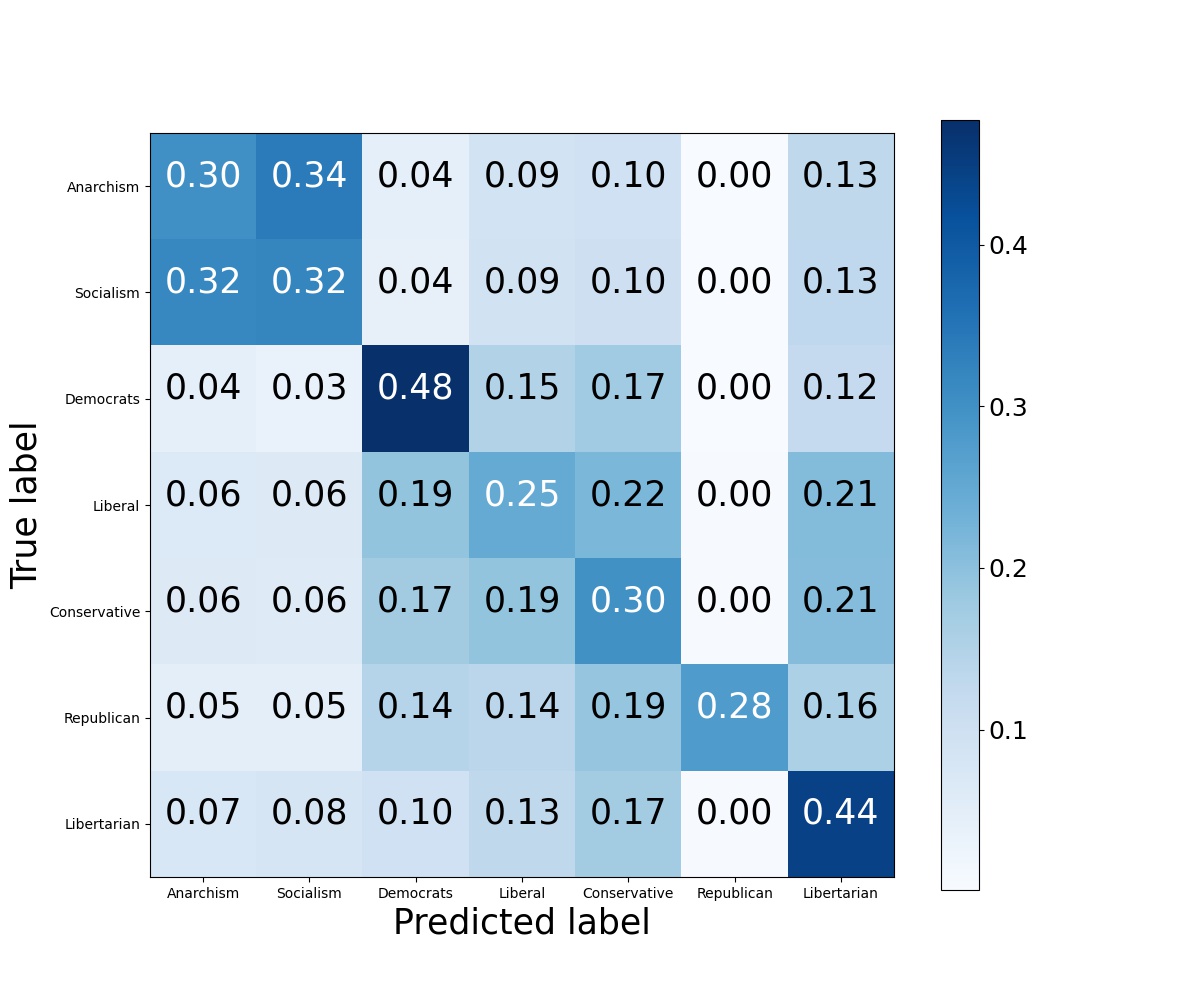 Anarchism 0.30 0.34 0.04 0.09 0.10 0.00 0.13
Socialism 0.32 0.32 0.04 0.09 0.10 0.00 0.13
Democrats 0.04 0.03 0.48 0.15 0.17 0.00 0.12
Liberal 0.06 0.06 0.19 0.25 0.22 0.00 0.21
Conservative 0.06 0.06 0.17 0.19 0.30 0.00 0.21
Republican 0.05 0.05 0.14 0.14 0.19 0.28 0.16
Libertarian 0.07 0.08 0.10 0.13 0.17 0.00 0.44
Anarchism Socialism Democrats Liberal Conservative Republican Libertarian
Predicted label
True label
0.4
0.3
0.2
0.1